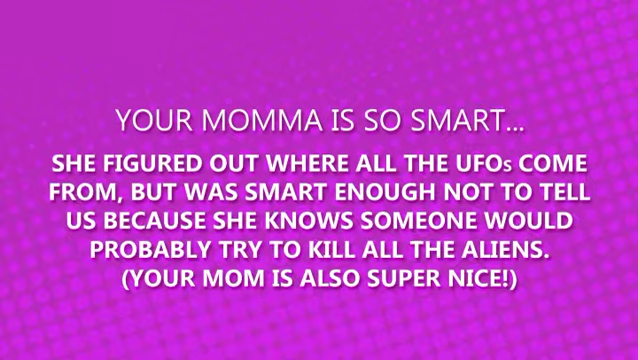 YOUR MOMMA IS SO SMART...
SHE FIGURED OUT WHERE ALL THE UFOs COME
FROM, BUT WAS SMART ENOUGH NOT TO TELL
US BECAUSE SHE KNOWS SOMEONE WOULD
PROBABLY TRY TO KILL ALL THE ALIENS.
(YOUR MOM IS ALSO SUPER NICE!)